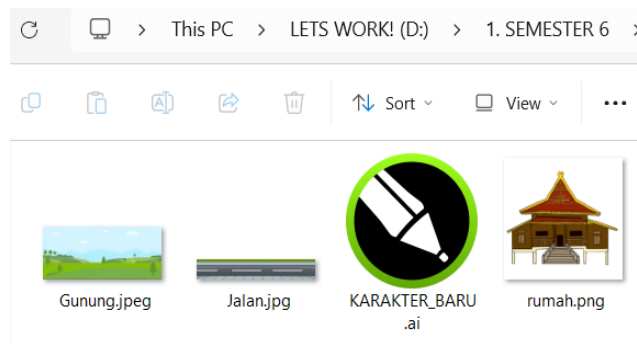 This PC > LETS WORK! (D:) > 1. SEMESTER 6 >
Sort View ...
Gunung.jpeg
Jalan.jpg
KARAKTER_BARU
.ai
rumah.png